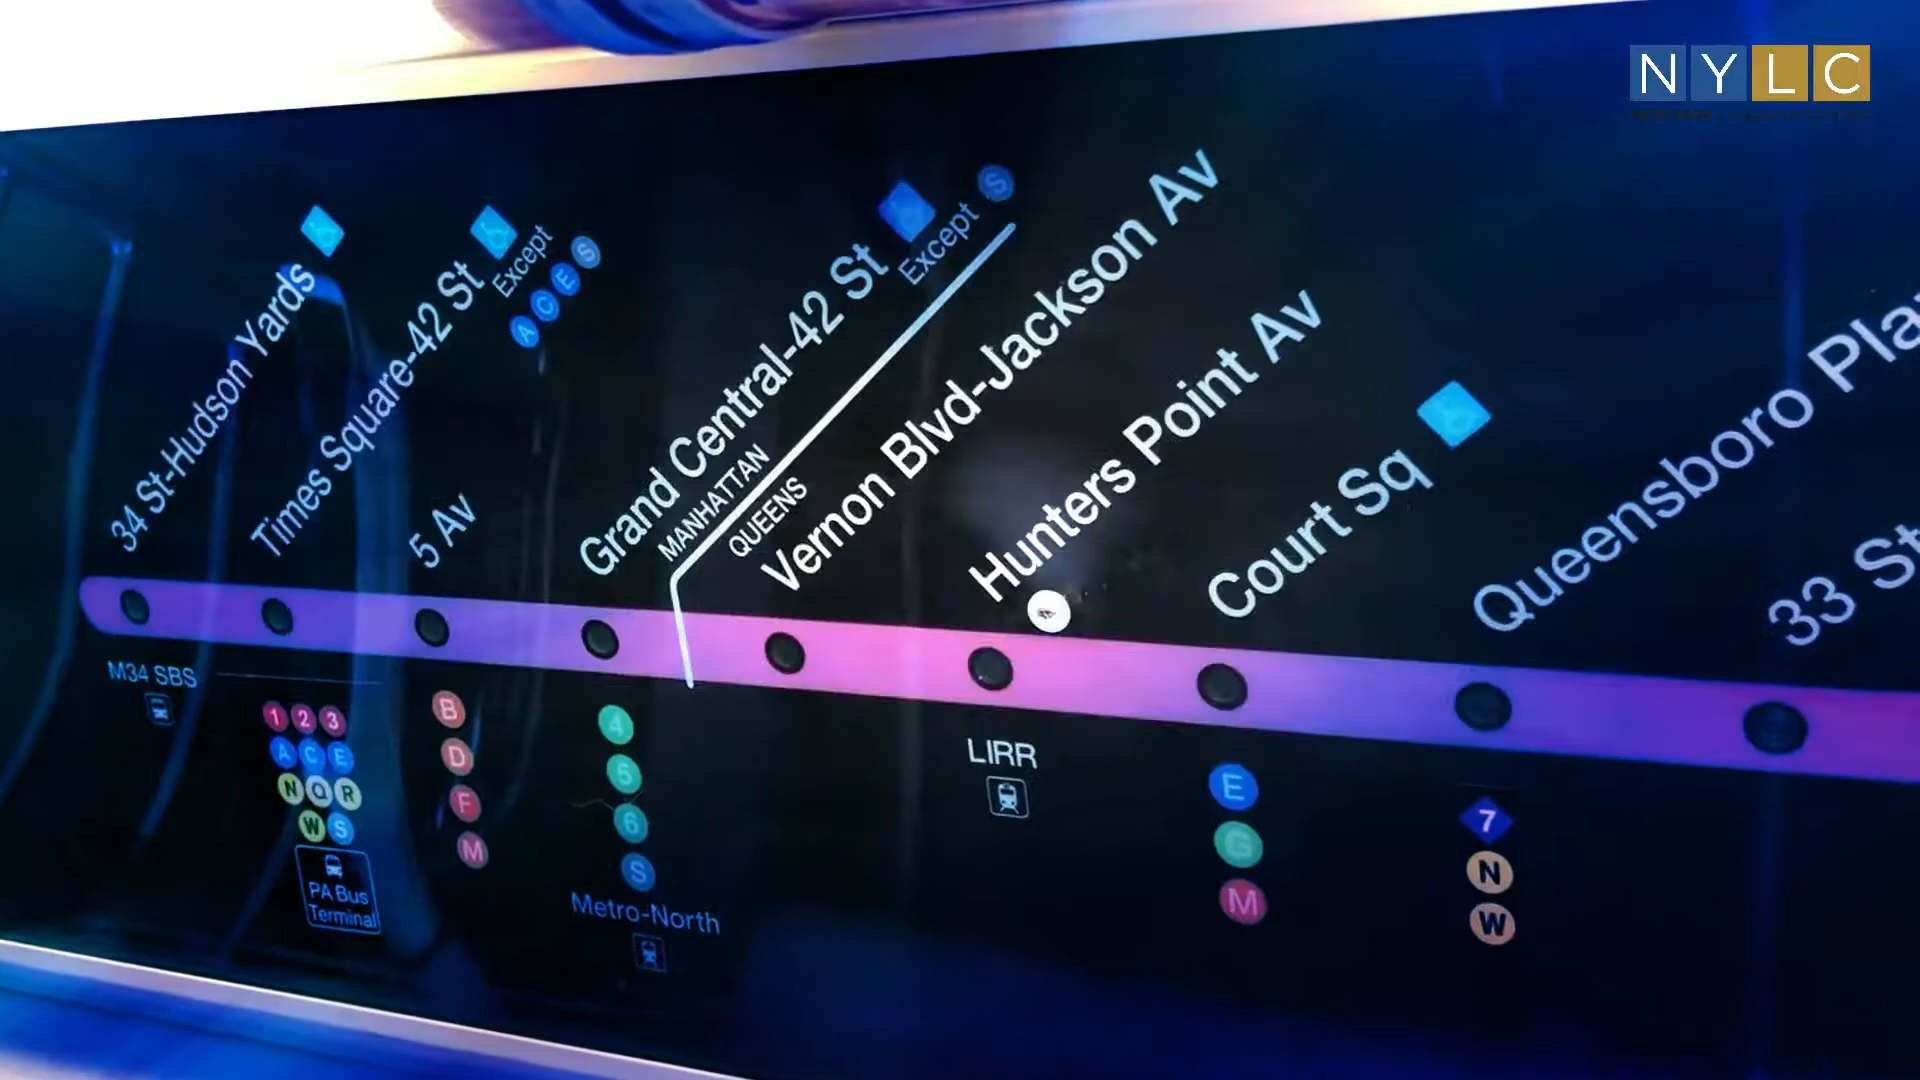 NYLC
34 St-Hudson Yards
Times Square-42 St
Except
A C E S
5 Av
Grand Central-42 St
Except S
MANHATTAN
QUEENS
Vernon Blvd-Jackson Av
Hunters Point Av
Court Sq
Queensboro
33 St
M34 SBS
1 2 3
A C E
N Q R
W S
PA Bus
Terminal
B
D
F
M
4
5
6
S
Metro-North
LIRR
E
G
M
7
N
W